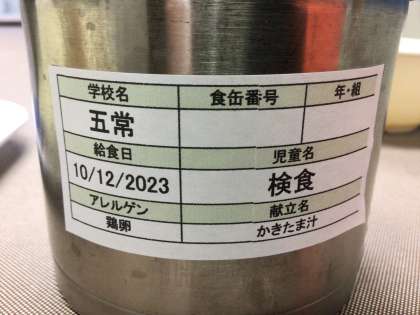 学校名 食缶番号 年・組
五常
給食日 児童名
10/12/2023 検食
アレルゲン 献立名
鶏卵 かきたま汁